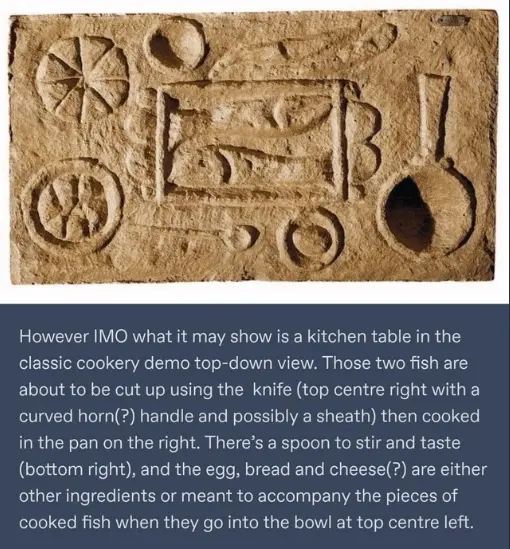 However IMO what it may show is a kitchen table in the
classic cookery demo top-down view. Those two fish are
about to be cut up using the  knife (top centre right with a
curved horn(?) handle and possibly a sheath) then cooked
in the pan on the right. There’s a spoon to stir and taste
(bottom right), and the egg, bread and cheese(?) are either
other ingredients or meant to accompany the pieces of
cooked fish when they go into the bowl at top centre left.